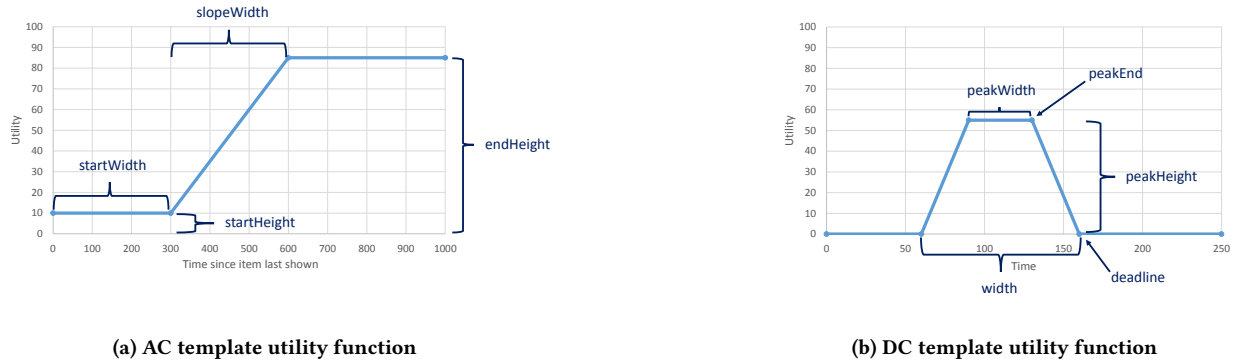 slopeWidth
100
90
80
70
60
50
40
30
20
10
0
Utility
startWidth
startHeight
endHeight
0 100 200 300 400 500 600 700 800 900 1000
Time since item last shown
(a) AC template utility function
100
90
80
70
60
50
40
30
20
10
0
Utility
peakWidth
peakEnd
peakHeight
0 50 100 150 200 250
Time
width
deadline
(b) DC template utility function